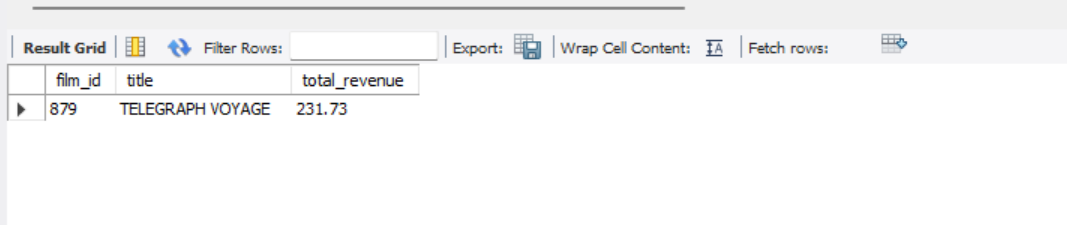 Result Grid Filter Rows: Export: Wrap Cell Content: Fetch rows:
film_id title total_revenue
879 TELEGRAPH VOYAGE 231.73